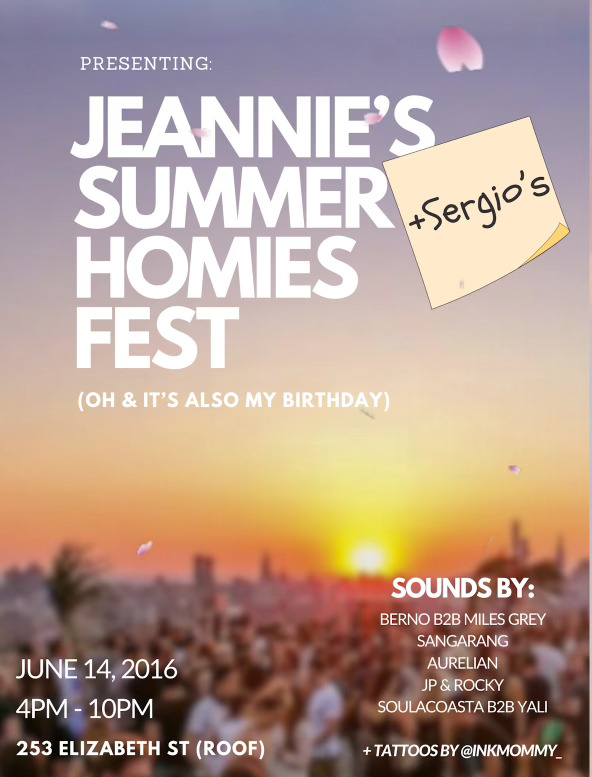 PRESENTING:
JEANNIE'S
SUMMER
HOMIES
FEST
+Sergio's
(OH & IT'S ALSO MY BIRTHDAY)
SOUNDS BY:
BERNO B2B MILES GREY
SANGARANG
AURELIAN
JP & ROCKY
SOULACOASTA B2B YALI
+ TATTOOS BY @INKMOMMY_
JUNE 14, 2016
4PM - 10PM
253 ELIZABETH ST (ROOF)